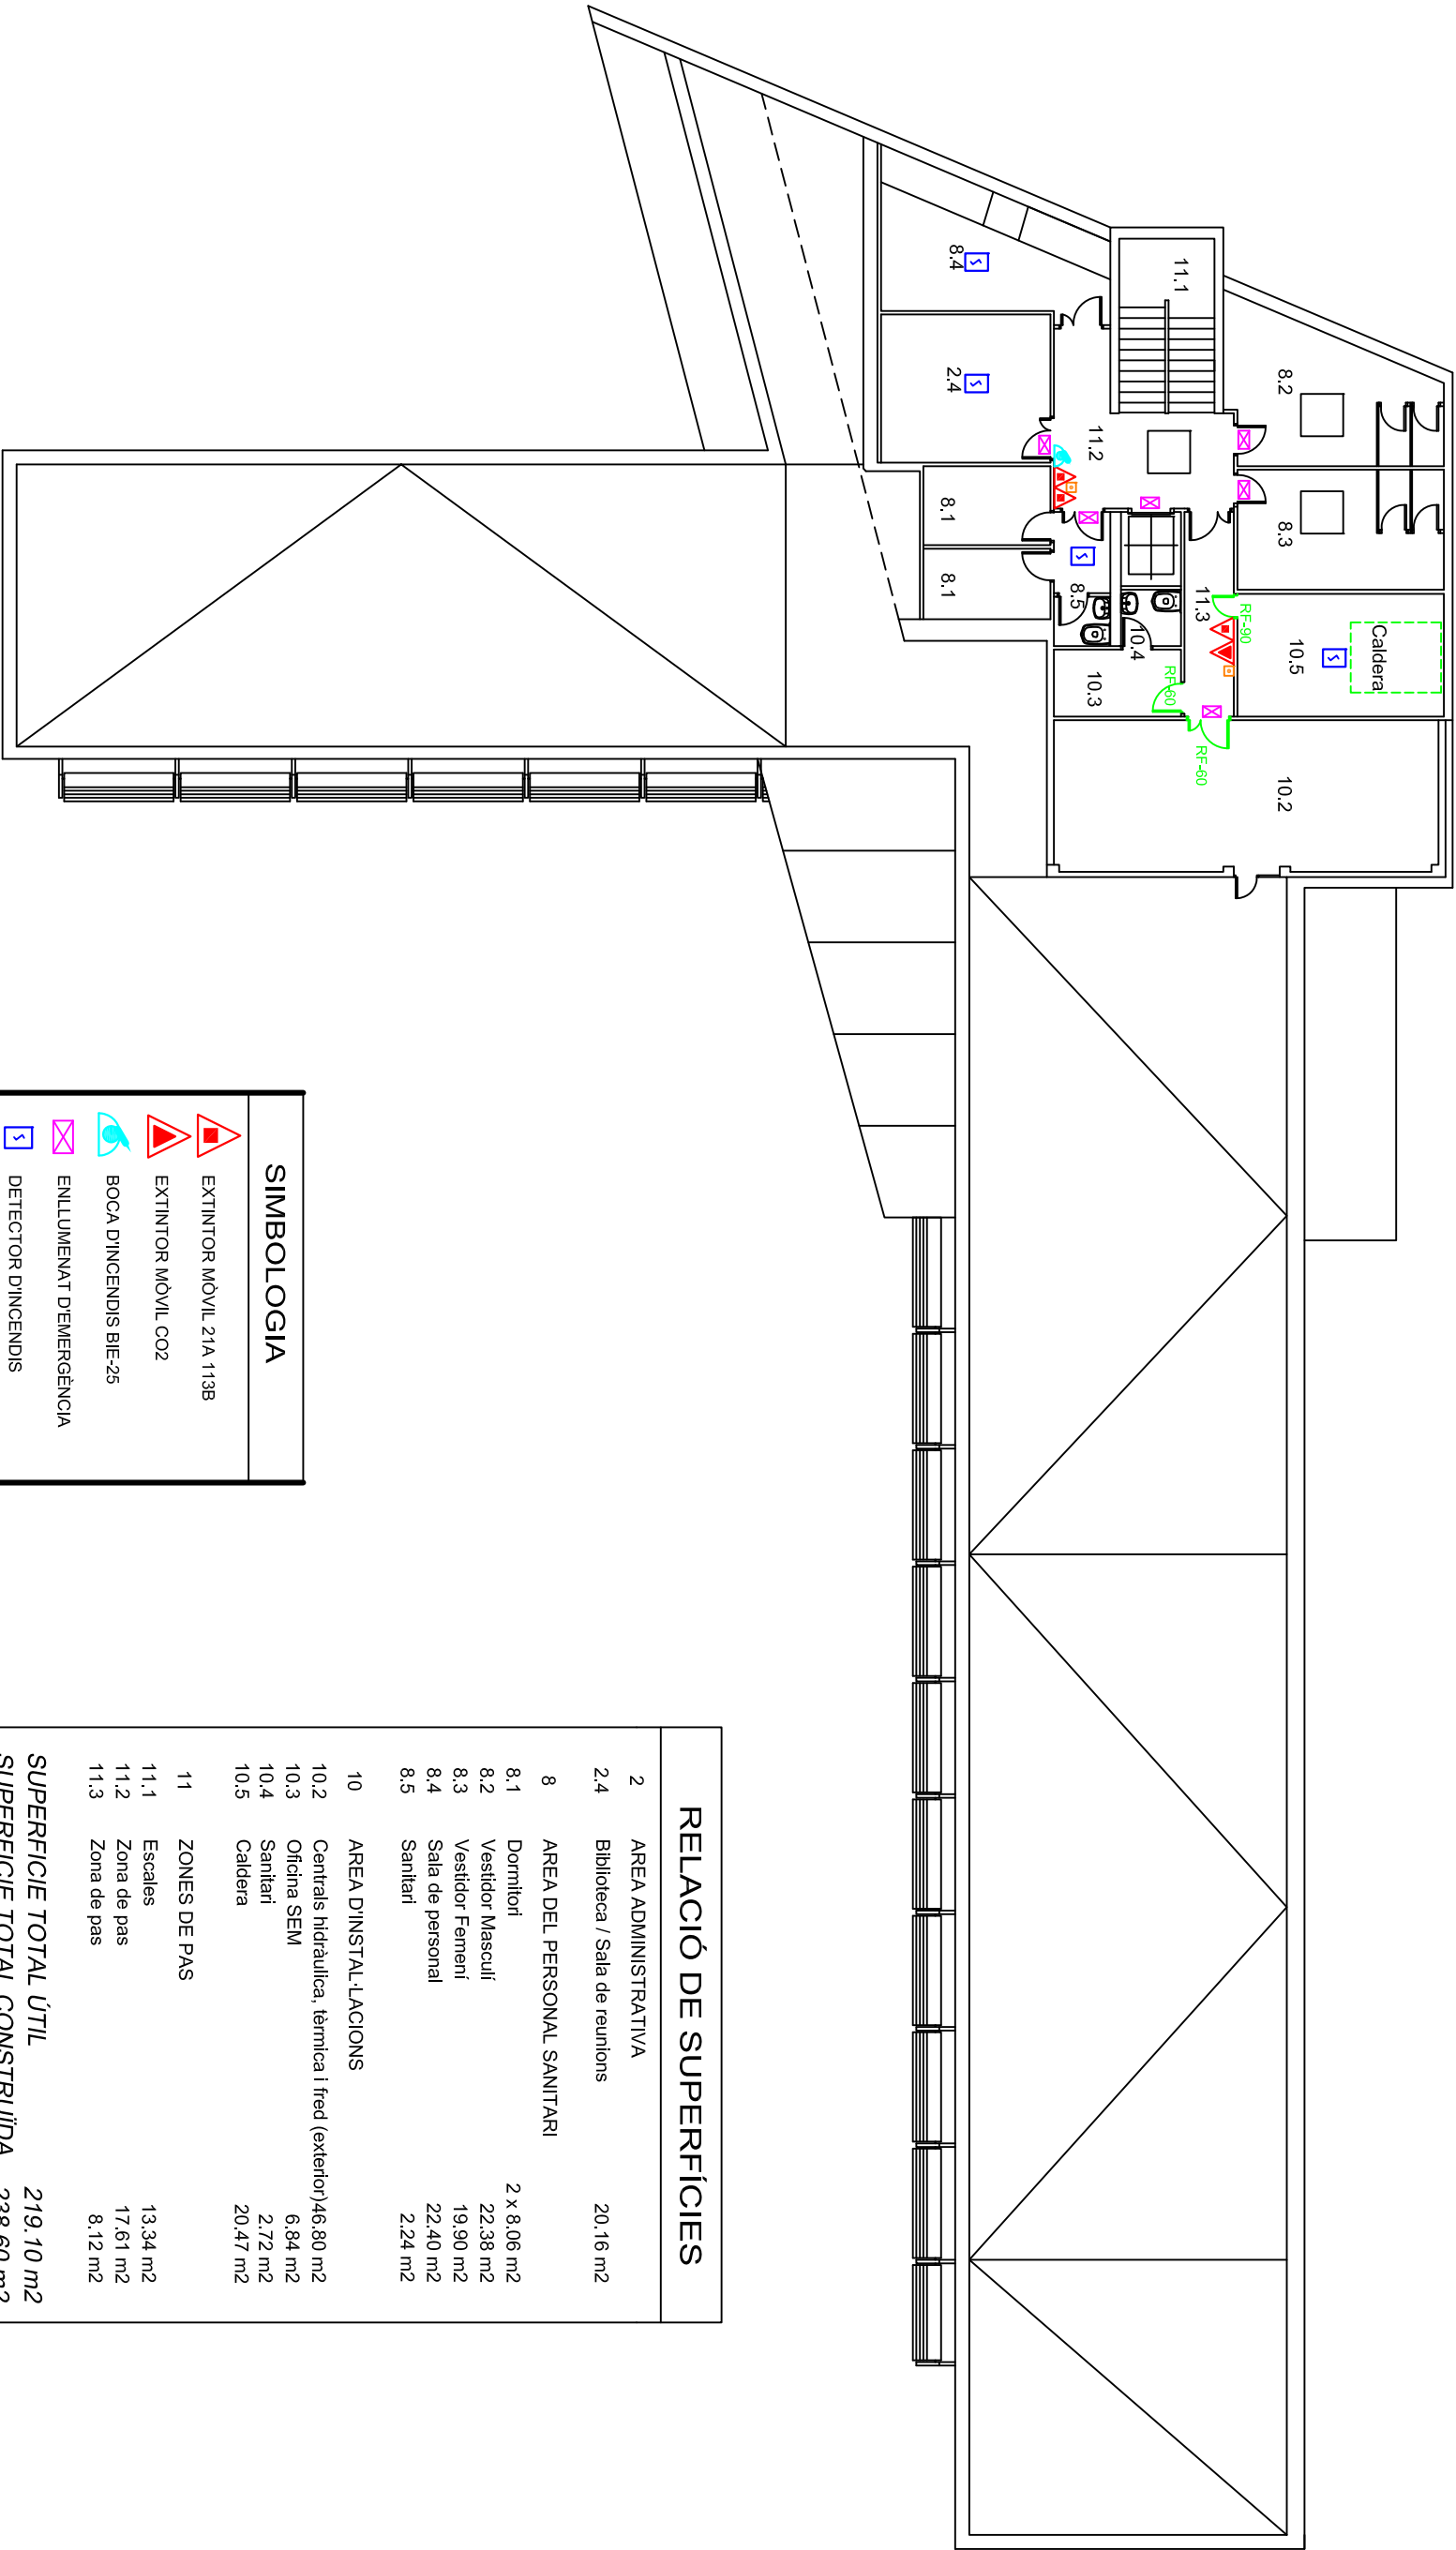 8.4
2.4
11.1
11.2
8.2
8.3
8.1
8.1
8.5
10.4
11.3
RF-90
10.5
Caldera
10.3
RF-60
RF-60
10.2
SIMBOLOGIA
EXTINTOR MÒVIL 21A 113B
EXTINTOR MÒVIL CO2
BOCA D'INCENDIS BIE-25
ENLLUMENAT D'EMERGÈNCIA
DETECTOR D'INCENDIS
RELACIÓ DE SUPERFÍCIES
2 AREA ADMINISTRATIVA
2.4 Biblioteca / Sala de reunions 20.16 m2
8 AREA DEL PERSONAL SANITARI
8.1 Dormitori 2 x 8.06 m2
8.2 Vestidor Masculí 22.38 m2
8.3 Vestidor Femení 19.90 m2
8.4 Sala de personal 22.40 m2
8.5 Sanitari 2.24 m2
10 AREA D'INSTAL·LACIONS
10.2 Centrals hidràulica, tèrmica i fred (exterior)46.80 m2
10.3 Oficina SEM 6.84 m2
10.4 Sanitari 2.72 m2
10.5 Caldera 20.47 m2
11 ZONES DE PAS
11.1 Escales 13.34 m2
11.2 Zona de pas 17.61 m2
11.3 Zona de pas 8.12 m2
SUPERFICIE TOTAL ÚTIL 219.10 m2
SUPERFICIE TOTAL CONSTRUÏDA 238.60 m2